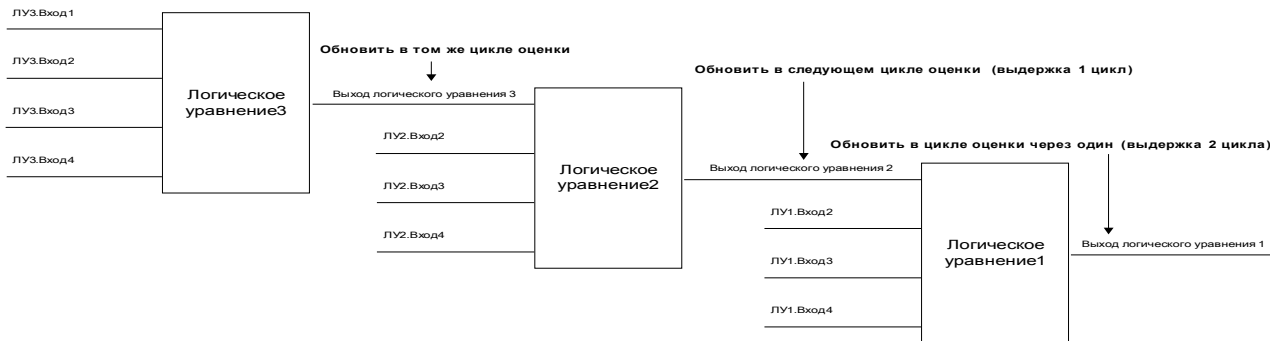 ЛУ3.Вход1
ЛУ3.Вход2
ЛУ3.Вход3
ЛУ3.Вход4
Логическое
уравнение3
Обновить в том же цикле оценки
Выход логического уравнения 3
ЛУ2.Вход2
ЛУ2.Вход3
ЛУ2.Вход4
Логическое
уравнение2
Обновить в следующем цикле оценки (выдержка 1 цикл)
Выход логического уравнения 2
ЛУ1.Вход2
ЛУ1.Вход3
ЛУ1.Вход4
Логическое
уравнение1
Обновить в цикле оценки через один (выдержка 2 цикла)
Выход логического уравнения 1